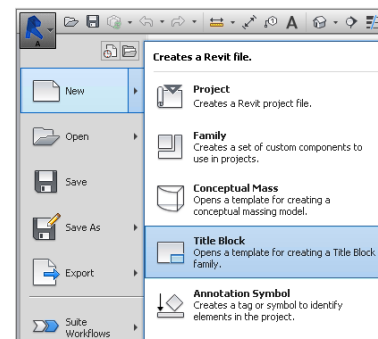 A
A
Creates a Revit file.
New
Project
Creates a Revit project file.
Open
Family
Creates a set of custom components to
use in projects.
Save
Conceptual Mass
Opens a template for creating a
conceptual massing model.
Save As
Title Block
Opens a template for creating a Title Block
family.
Export
Annotation Symbol
Creates a tag or symbol to identify
elements in the project.
Suite
Workflows